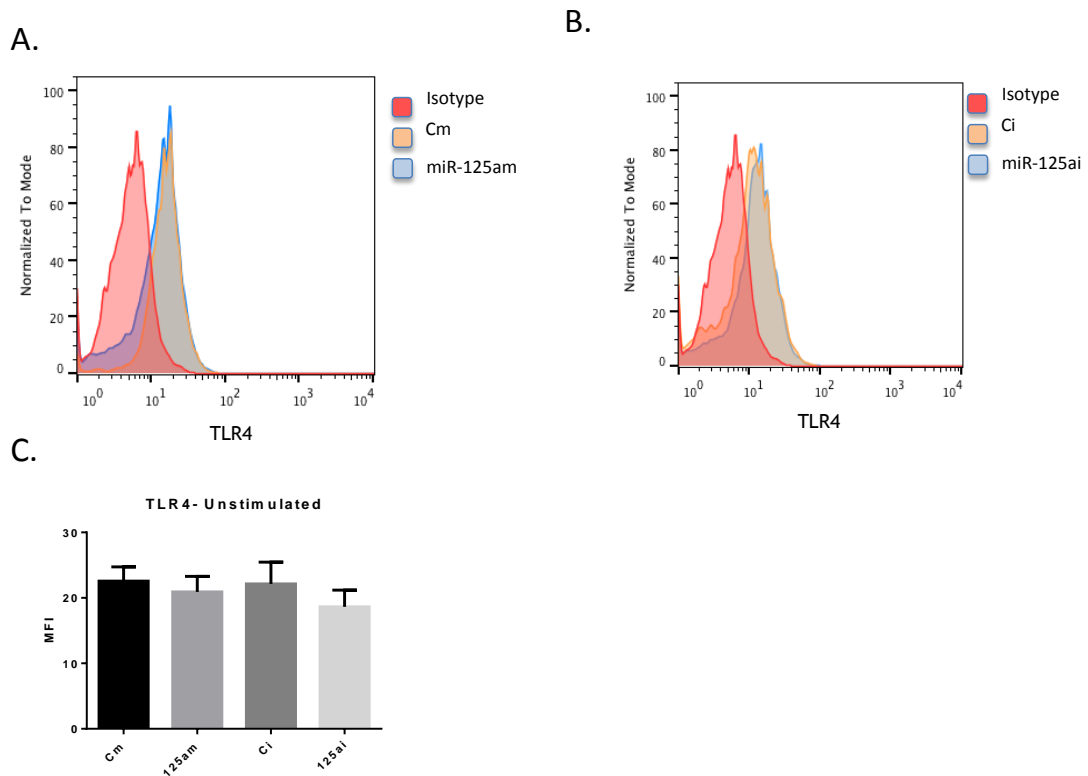 A.
100
80
60
40
20
0
Normalized To Mode
10^0 10^1 10^2 10^3 10^4
TLR4
Isotype
Cm
miR-125am
B.
100
80
60
40
20
0
Normalized To Mode
10^0 10^1 10^2 10^3 10^4
TLR4
Isotype
Ci
miR-125ai
C.
TLR4- Unstimulated
30
20
10
0
MFI
Cm 125am Ci 125ai